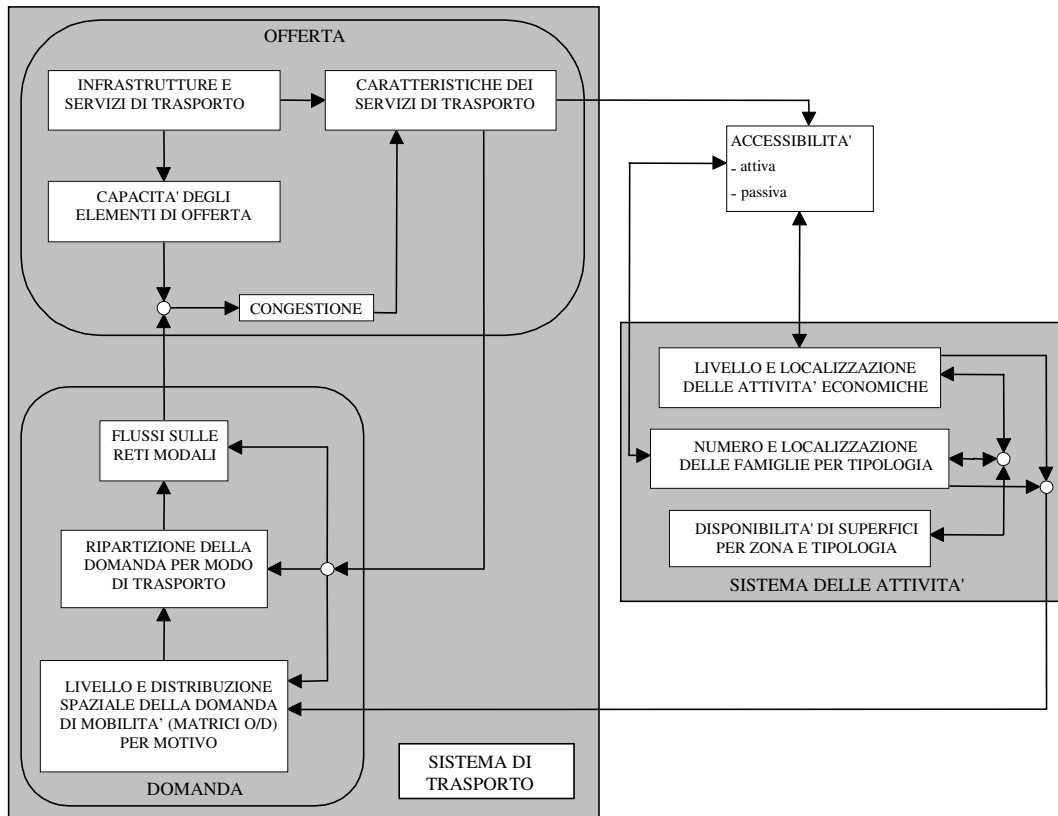 OFFERTA
INFRASTRUTTURE E
SERVIZI DI TRASPORTO
CARATTERISTICHE DEI
SERVIZI DI TRASPORTO
CAPACITA' DEGLI
ELEMENTI DI OFFERTA
CONGESTIONE
ACCESSIBILITA'
- attiva
- passiva
LIVELLO E LOCALIZZAZIONE
DELLE ATTIVITA' ECONOMICHE
NUMERO E LOCALIZZAZIONE
DELLE FAMIGLIE PER TIPOLOGIA
DISPONIBILITA' DI SUPERFICI
PER ZONA E TIPOLOGIA
SISTEMA DELLE ATTIVITA'
FLUSSI SULLE
RETI MODALI
RIPARTIZIONE DELLA
DOMANDA PER MODO
DI TRASPORTO
LIVELLO E DISTRIBUZIONE
SPAZIALE DELLA DOMANDA
DI MOBILITA' (MATRICI O/D)
PER MOTIVO
DOMANDA
SISTEMA DI
TRASPORTO